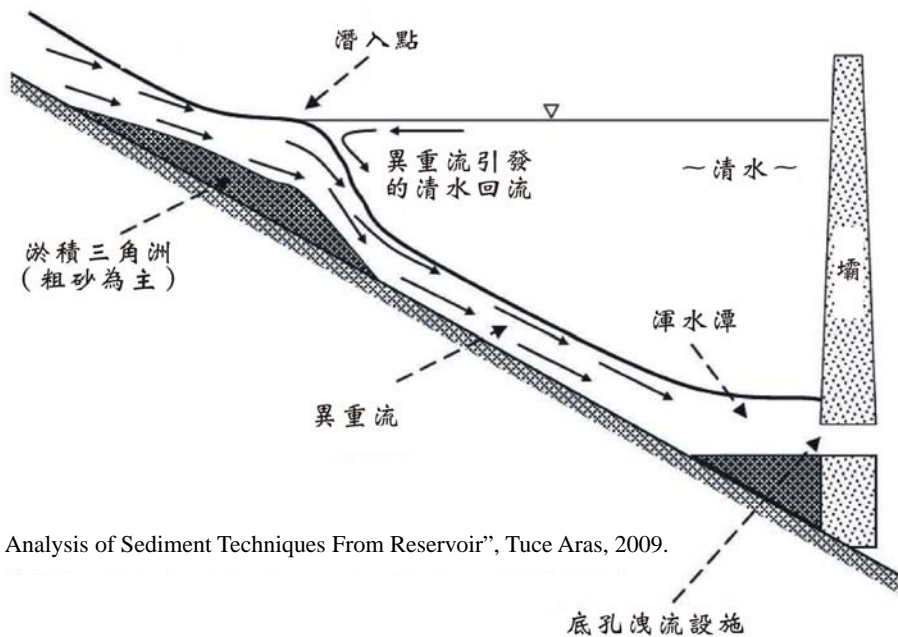 潛入點
異重流引發
的清水回流
～清水～
淤積三角洲
(粗砂為主)
壩
渾水潭
異重流
Analysis of Sediment Techniques From Reservoir”, Tuce Aras, 2009.
底孔洩流設施